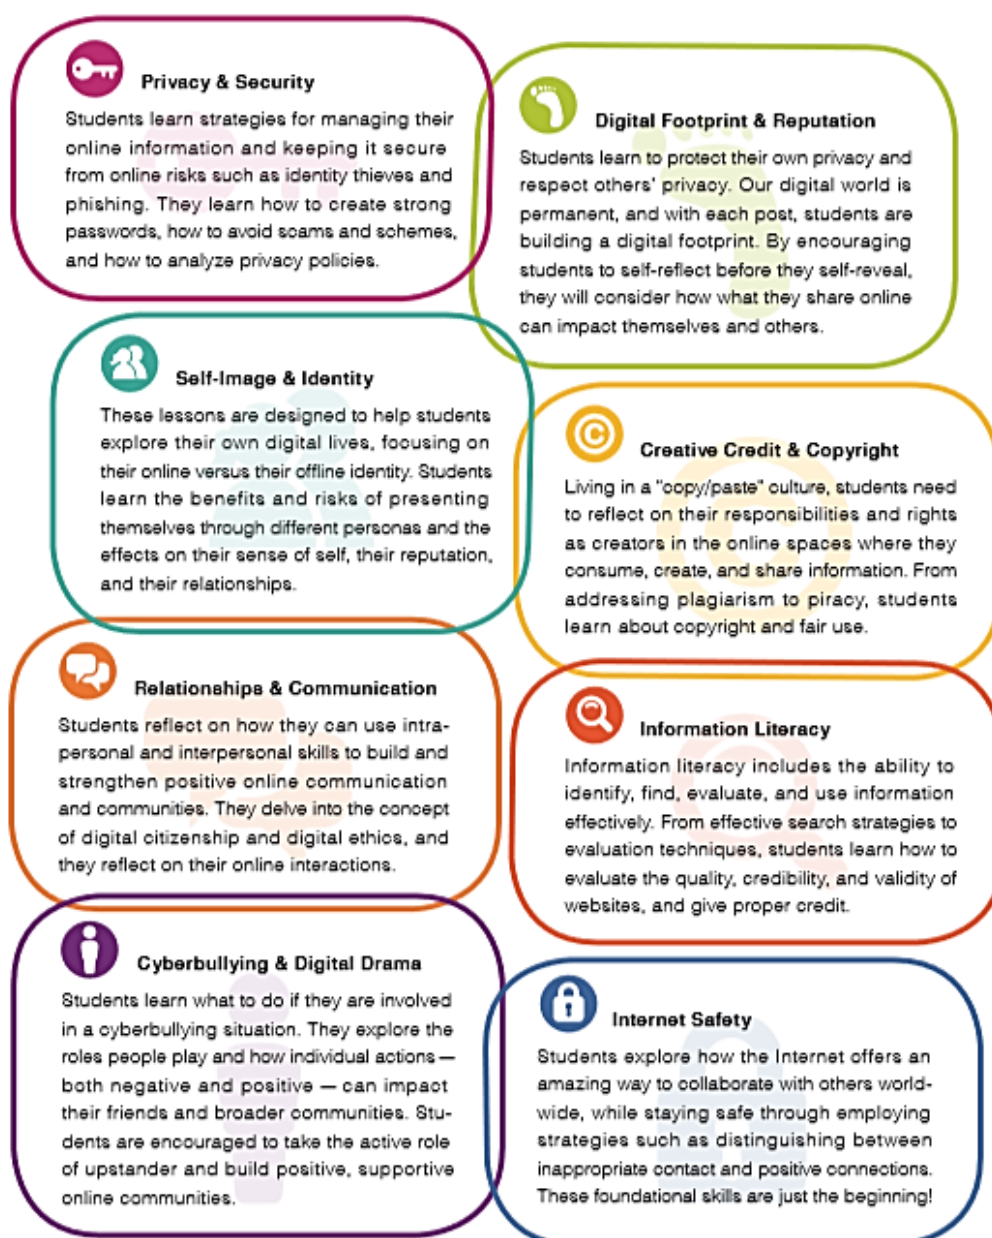 Privacy & Security
Students learn strategies for managing their
online information and keeping it secure
from online risks such as identity thieves and
phishing. They learn how to create strong
passwords, how to avoid scams and schemes,
and how to analyze privacy policies.
Digital Footprint & Reputation
Students learn to protect their own privacy and
respect others' privacy. Our digital world is
permanent, and with each post, students are
building a digital footprint. By encouraging
students to self-reflect before they self-reveal,
they will consider how what they share online
can impact themselves and others.
Self-Image & Identity
These lessons are designed to help students
explore their own digital lives, focusing on
their online versus their offline identity. Students
learn the benefits and risks of presenting
themselves through different personas and the
effects on their sense of self, their reputation,
and their relationships.
©
Creative Credit & Copyright
Living in a "copy/paste" culture, students need
to reflect on their responsibilities and rights
as creators in the online spaces where they
consume, create, and share information. From
addressing plagiarism to piracy, students
learn about copyright and fair use.
Relationships & Communication
Students reflect on how they can use intra-
personal and interpersonal skills to build and
strengthen positive online communication
and communities. They delve into the concept
of digital citizenship and digital ethics, and
they reflect on their online interactions.
Information Literacy
Information literacy includes the ability to
identify, find, evaluate, and use information
effectively. From effective search strategies to
evaluation techniques, students learn how to
evaluate the quality, credibility, and validity of
websites, and give proper credit.
Cyberbullying & Digital Drama
Students learn what to do if they are involved
in a cyberbullying situation. They explore the
roles people play and how individual actions —
both negative and positive — can impact
their friends and broader communities. Stu-
dents are encouraged to take the active role
of upstander and build positive, supportive
online communities.
Internet Safety
Students explore how the Internet offers an
amazing way to collaborate with others world-
wide, while staying safe through employing
strategies such as distinguishing between
inappropriate contact and positive connections.
These foundational skills are just the beginning!